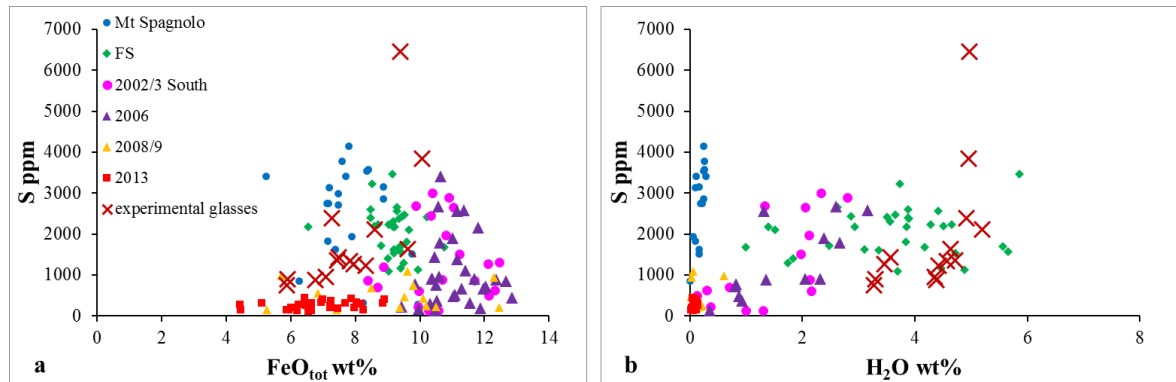 7000
6000
5000
4000
3000
2000
1000
0
S ppm
Mt Spagnolo
FS
2002/3 South
2006
2008/9
2013
experimental glasses
0 2 4 6 8 10 12 14
a FeOtot wt%
7000
6000
5000
4000
3000
2000
1000
0
S ppm
0 2 4 6 8
b H2O wt%